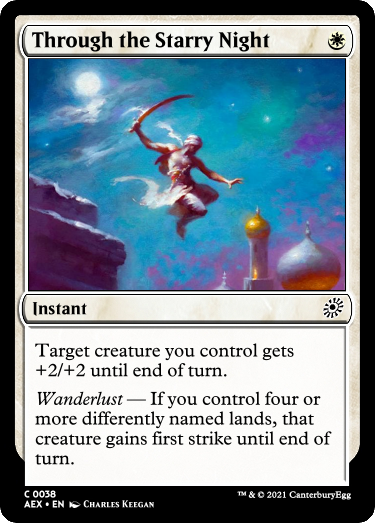 Through the Starry Night
Instant
Target creature you control gets
+2/+2 until end of turn.
Wanderlust — If you control four or
more differently named lands, that
creature gains first strike until end of
turn.
C 0038
AEX • EN Charles Keegan
™ & © 2021 CanterburyEgg